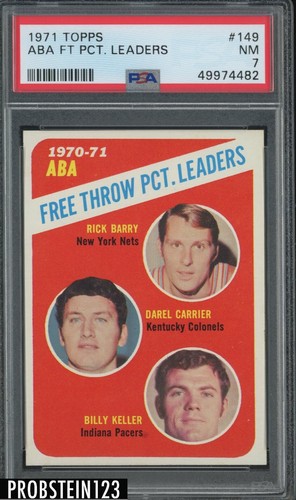 1971 TOPPS #149
ABA FT PCT. LEADERS NM
7
PSA 49974482
1970-71
ABA
FREE THROW PCT. LEADERS
RICK BARRY
New York Nets
DAREL CARRIER
Kentucky Colonels
BILLY KELLER
Indiana Pacers
PROBSTEIN123